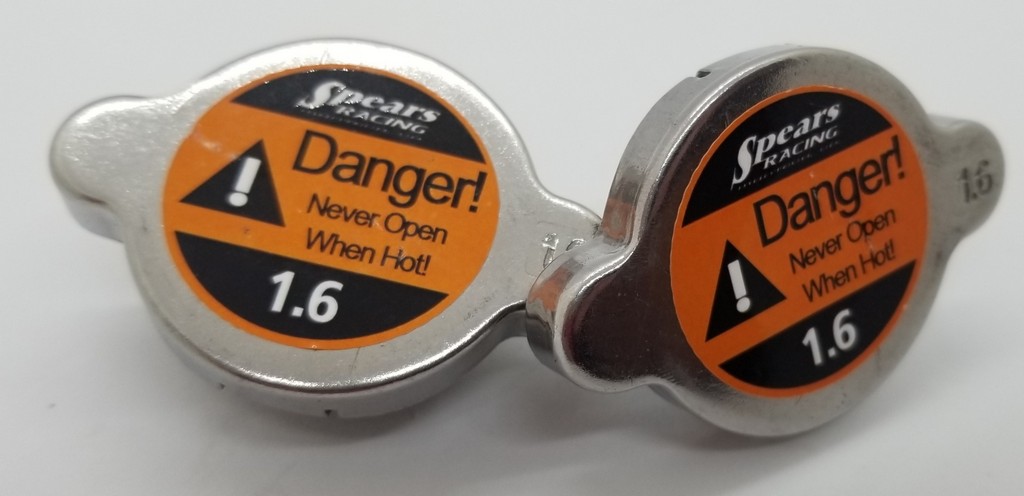 Spears
RACING
Danger!
!
Never Open
When Hot!
1.6
Spears
RACING
Danger!
!
Never Open
When Hot!
1.6
1.6